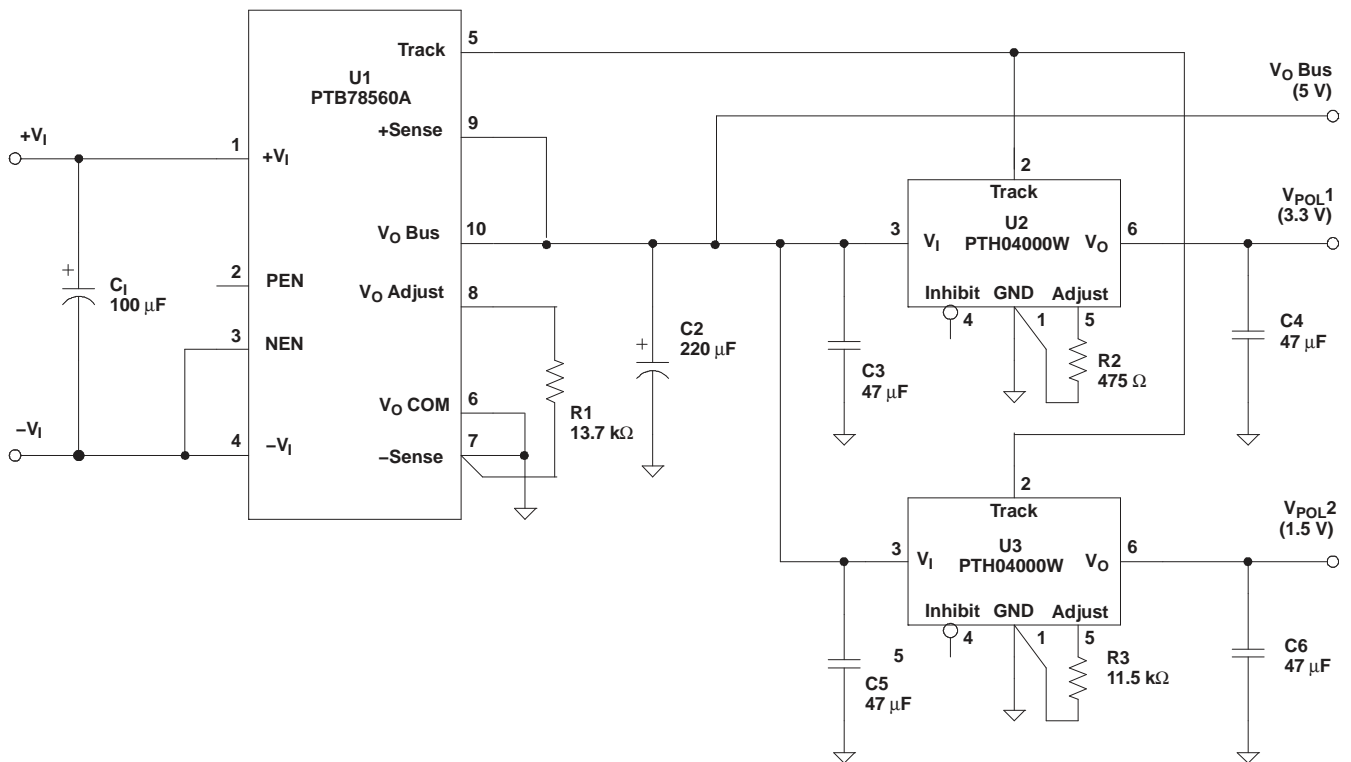 5
Track
U1
PTB78560A
VO Bus
(5 V)
+VI
1
+VI
9
+Sense
2
Track
VPOL1
(3.3 V)
VO Bus
10
3
VI
U2
PTH04000W
VO
6
2
PEN
+
CI
100 μF
VO Adjust
8
Inhibit
GND
Adjust
4
1
5
3
NEN
+
C2
220 μF
C3
47 μF
R2
475 Ω
C4
47 μF
VO COM
6
R1
13.7 kΩ
–VI
4
–VI
7
–Sense
2
Track
VPOL2
(1.5 V)
3
VI
U3
PTH04000W
VO
6
Inhibit
GND
Adjust
4
1
5
5
C5
47 μF
R3
11.5 kΩ
C6
47 μF